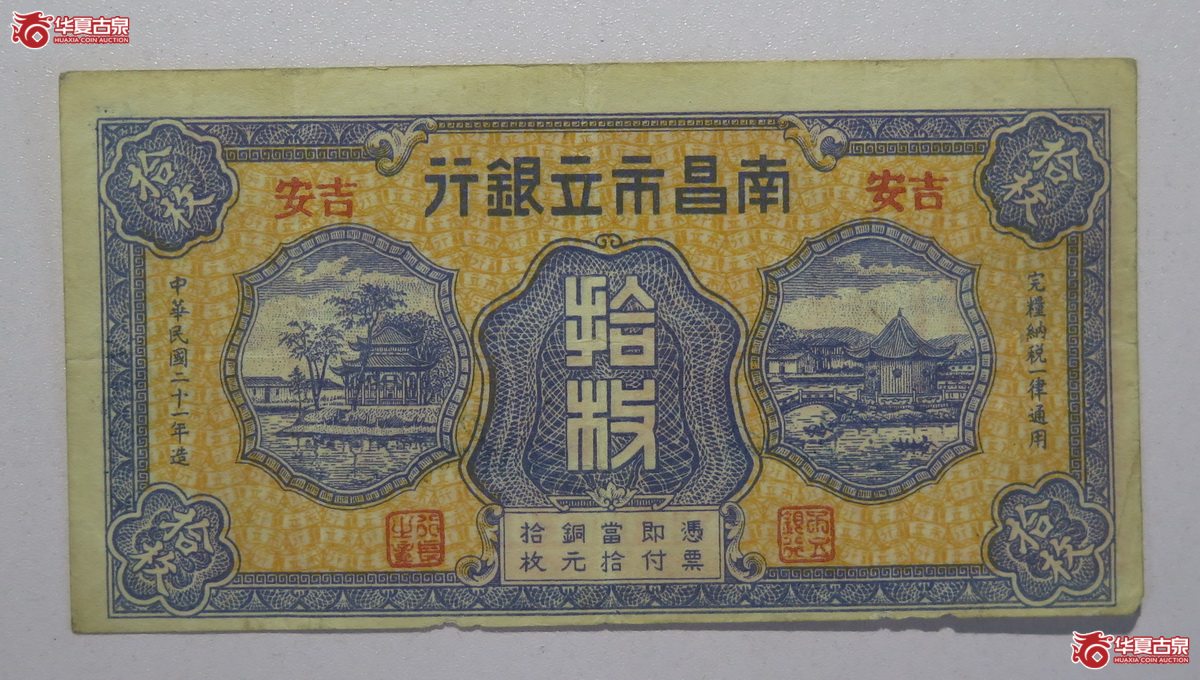 华夏古泉
HUAXIA COIN AUCTION
南昌市立銀行
吉安
吉安
拾枚
拾枚
拾枚
完糧納稅一律通用
中華民國二十一年造
拾枚
拾枚
憑票即付當拾銅元拾枚
华夏古泉
HUAXIA COIN AUCTION